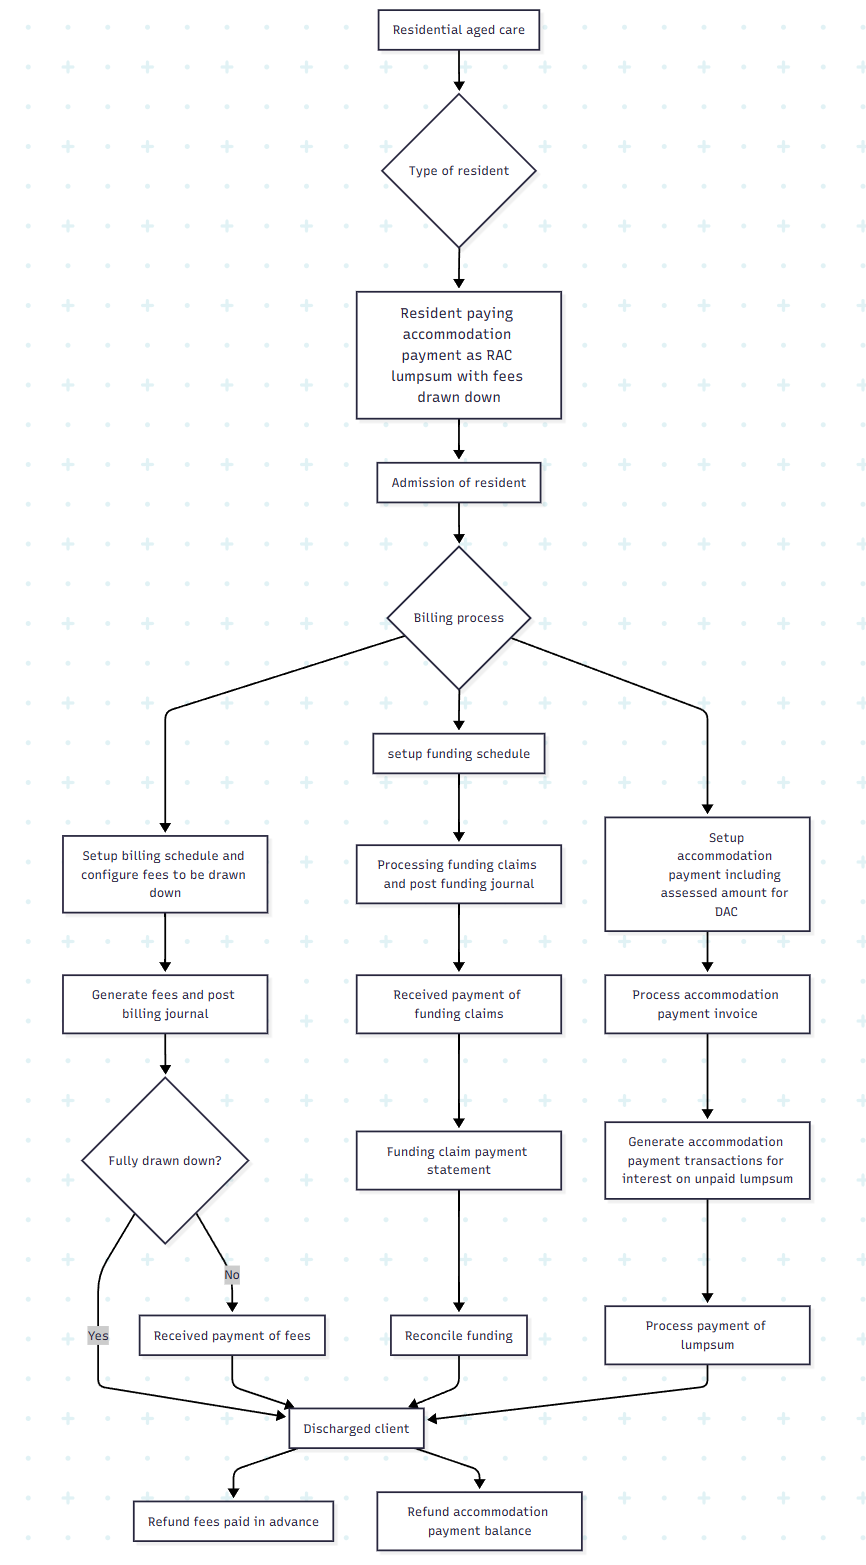 Residential aged care
Type of resident
Resident paying
accommodation
payment as RAC
lumpsum with fees
drawn down
Admission of resident
Billing process
setup funding schedule
Setup billing schedule and
configure fees to be drawn
down
Processing funding claims
and post funding journal
Setup
accommodation
payment including
assessed amount for
DAC
Generate fees and post
billing journal
Received payment of
funding claims
Process accommodation
payment invoice
Fully drawn down?
Funding claim payment
statement
Generate accommodation
payment transactions for
interest on unpaid lumpsum
No
Yes
Received payment of fees
Reconcile funding
Process payment of
lumpsum
Discharged client
Refund fees paid in advance
Refund accommodation
payment balance